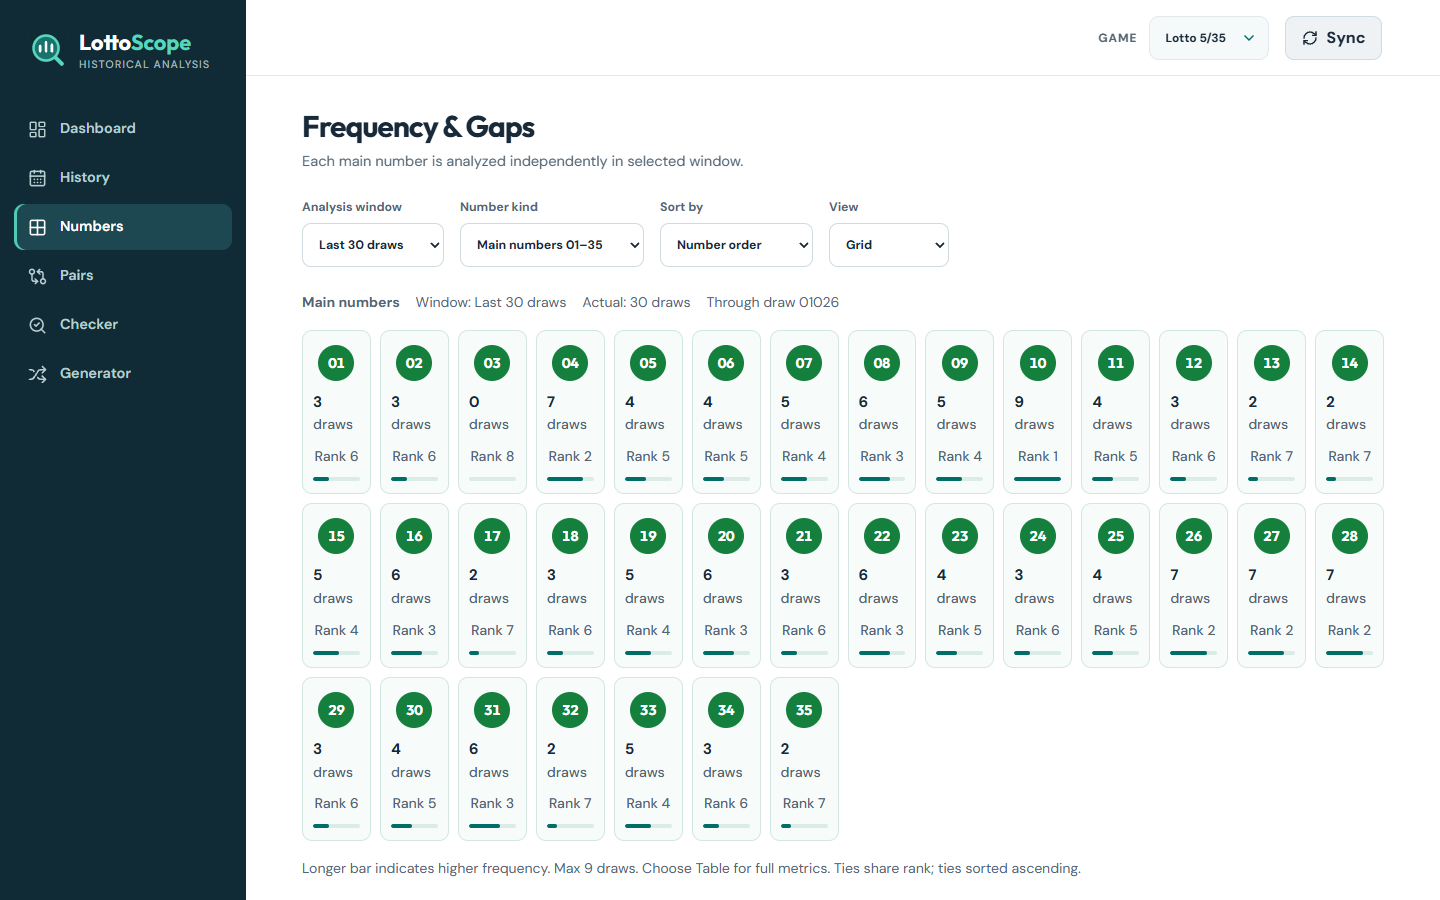 LottoScope
HISTORICAL ANALYSIS
Dashboard
History
Numbers
Pairs
Checker
Generator
GAME Lotto 5/35 Sync
Frequency & Gaps
Each main number is analyzed independently in selected window.
Analysis window Number kind Sort by View
Last 30 draws Main numbers 01–35 Number order Grid
Main numbers Window: Last 30 draws Actual: 30 draws Through draw 01026
01 02 03 04 05 06 07 08 09 10 11 12 13 14
3 3 0 7 4 4 5 6 5 9 4 3 2 2
draws draws draws draws draws draws draws draws draws draws draws draws draws draws
Rank 6 Rank 6 Rank 8 Rank 2 Rank 5 Rank 5 Rank 4 Rank 3 Rank 4 Rank 1 Rank 5 Rank 6 Rank 7 Rank 7
15 16 17 18 19 20 21 22 23 24 25 26 27 28
5 6 2 3 5 6 3 6 4 3 4 7 7 7
draws draws draws draws draws draws draws draws draws draws draws draws draws draws
Rank 4 Rank 3 Rank 7 Rank 6 Rank 4 Rank 3 Rank 6 Rank 3 Rank 5 Rank 6 Rank 5 Rank 2 Rank 2 Rank 2
29 30 31 32 33 34 35
3 4 6 2 5 3 2
draws draws draws draws draws draws draws
Rank 6 Rank 5 Rank 3 Rank 7 Rank 4 Rank 6 Rank 7
Longer bar indicates higher frequency. Max 9 draws. Choose Table for full metrics. Ties share rank; ties sorted ascending.